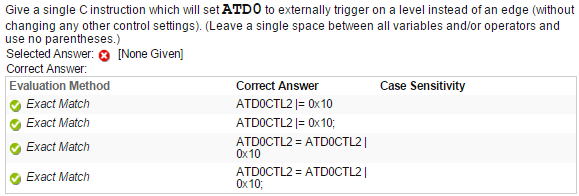 Give a single C instruction which will set ATD0 to externally trigger on a level instead of an edge (without
changing any other control settings). (Leave a single space between all variables and/or operators and
use no parentheses.)
Selected Answer: [None Given]
Correct Answer:
Evaluation Method Correct Answer Case Sensitivity
Exact Match ATD0CTL2 |= 0x10
Exact Match ATD0CTL2 |= 0x10;
Exact Match ATD0CTL2 = ATD0CTL2 |
0x10
Exact Match ATD0CTL2 = ATD0CTL2 |
0x10;